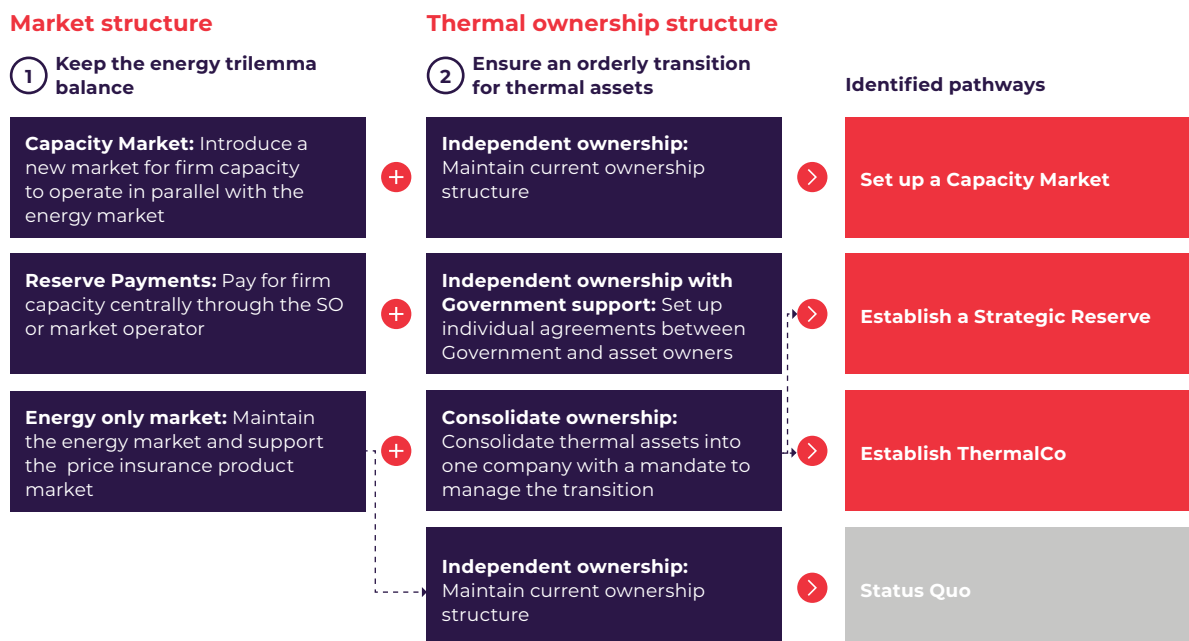 Market structure
Thermal ownership structure
1
Keep the energy trilemma
balance
2
Ensure an orderly transition
for thermal assets
Identified pathways
Capacity Market: Introduce a
new market for firm capacity
to operate in parallel with the
energy market
Independent ownership:
Maintain current ownership
structure
Set up a Capacity Market
Reserve Payments: Pay for firm
capacity centrally through the SO
or market operator
Independent ownership with
Government support: Set up
individual agreements between
Government and asset owners
Establish a Strategic Reserve
Energy only market: Maintain
the energy market and support
the price insurance product
market
Consolidate ownership:
Consolidate thermal assets into
one company with a mandate to
manage the transition
Establish ThermalCo
Independent ownership:
Maintain current ownership
structure
Status Quo